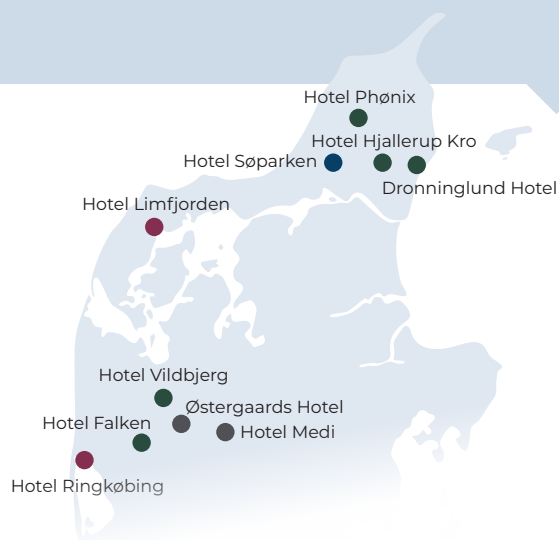 Hotel Phønix
Hotel Hjallerup Kro
Hotel Søparken
Dronninglund Hotel
Hotel Limfjorden
Hotel Vildbjerg
Østergaards Hotel
Hotel Falken
Hotel Medi
Hotel Ringkøbing